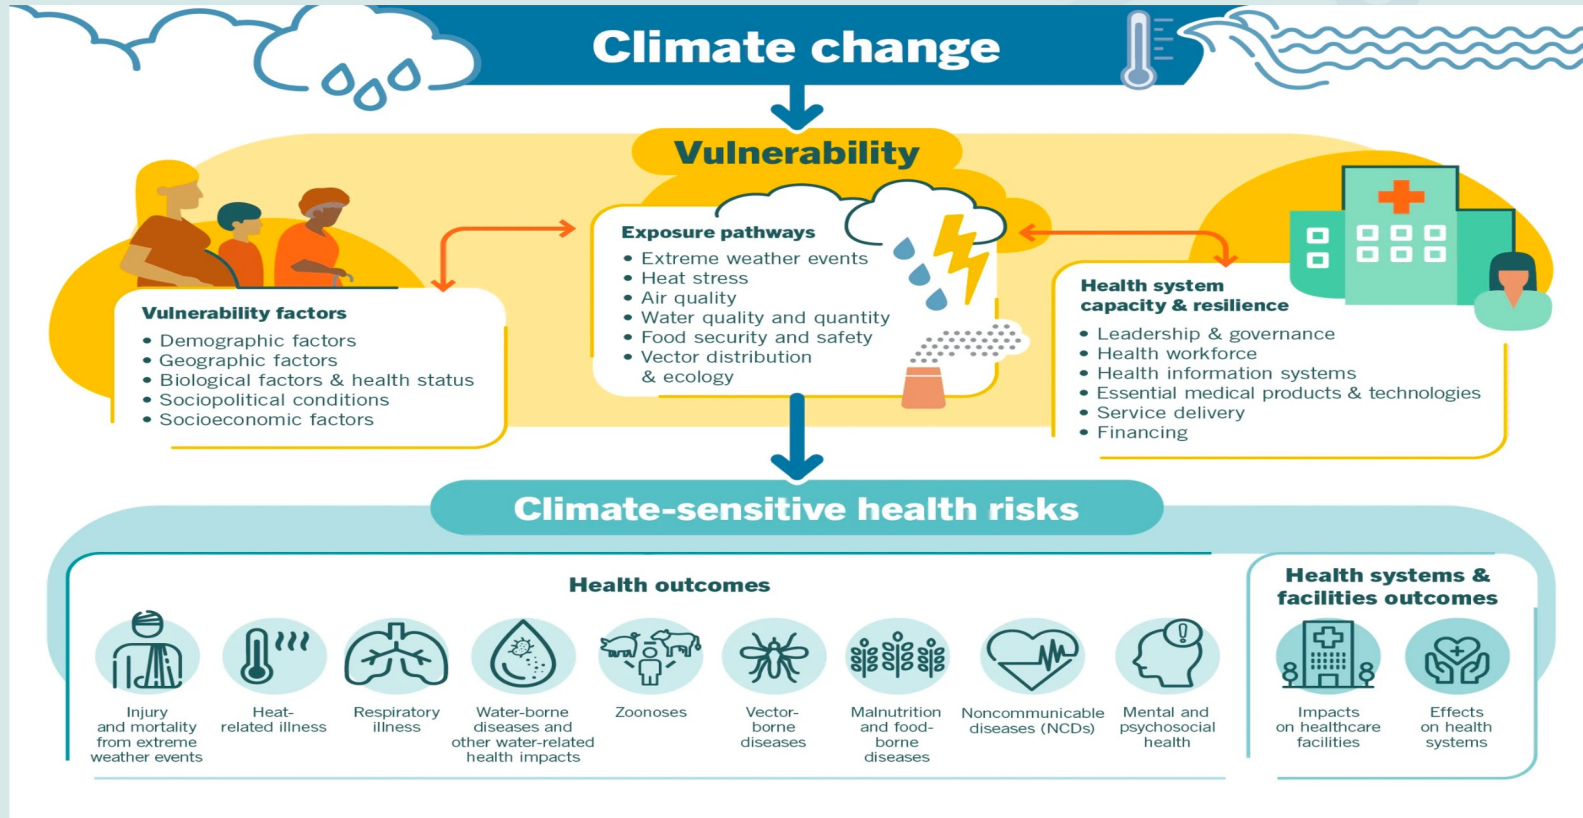 Climate change
Vulnerability
Vulnerability factors
• Demographic factors
• Geographic factors
• Biological factors & health status
• Sociopolitical conditions
• Socioeconomic factors
Exposure pathways
• Extreme weather events
• Heat stress
• Air quality
• Water quality and quantity
• Food security and safety
• Vector distribution
& ecology
Health system
capacity & resilience
• Leadership & governance
• Health workforce
• Health information systems
• Essential medical products & technologies
• Service delivery
• Financing
Climate-sensitive health risks
Health outcomes
Injury
and mortality
from extreme
weather events
Heat-
related illness
Respiratory
illness
Water-borne
diseases and
other water-related
health impacts
Zoonoses
Vector-
borne
diseases
Malnutrition
and food-
borne
diseases
Noncommunicable
diseases (NCDs)
Mental and
psychosocial
health
Health systems &
facilities outcomes
Impacts
on healthcare
facilities
Effects
on health
systems